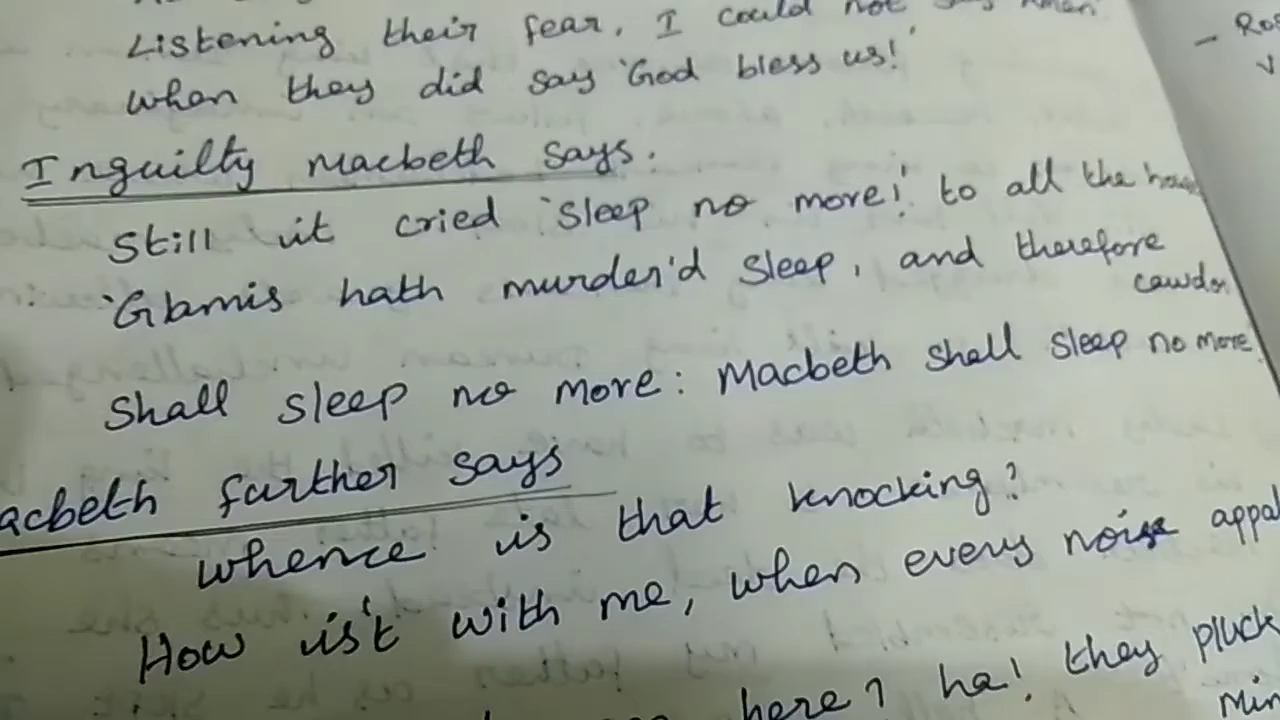 Listening their fear, I could not say Amen
when they did say 'God bless us!'
Inguilty Macbeth says.
Still it cried 'Sleep no more!' to all the house
'Glamis hath murder'd Sleep, and therefore
cawdor
Shall sleep no more: Macbeth shall sleep no more
acbeth further says
whence is that knocking?
How is't with me, when every noise appal
here? ha! they pluck